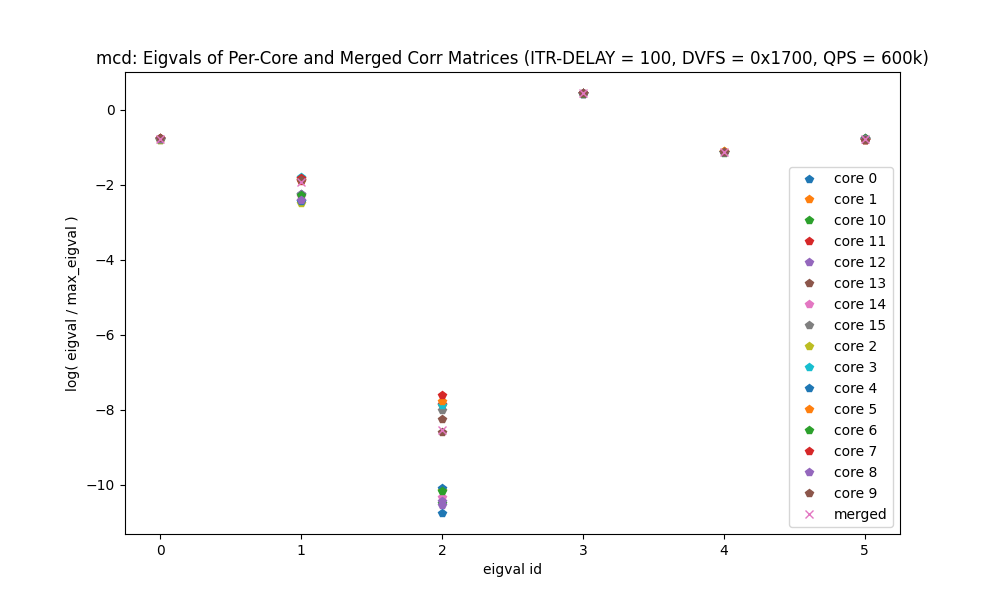 mcd: Eigvals of Per-Core and Merged Corr Matrices (ITR-DELAY = 100, DVFS = 0x1700, QPS = 600k)
log( eigval / max_eigval )
0
−2
−4
−6
−8
−10
0 1 2 3 4 5
eigval id
core 0
core 1
core 10
core 11
core 12
core 13
core 14
core 15
core 2
core 3
core 4
core 5
core 6
core 7
core 8
core 9
merged